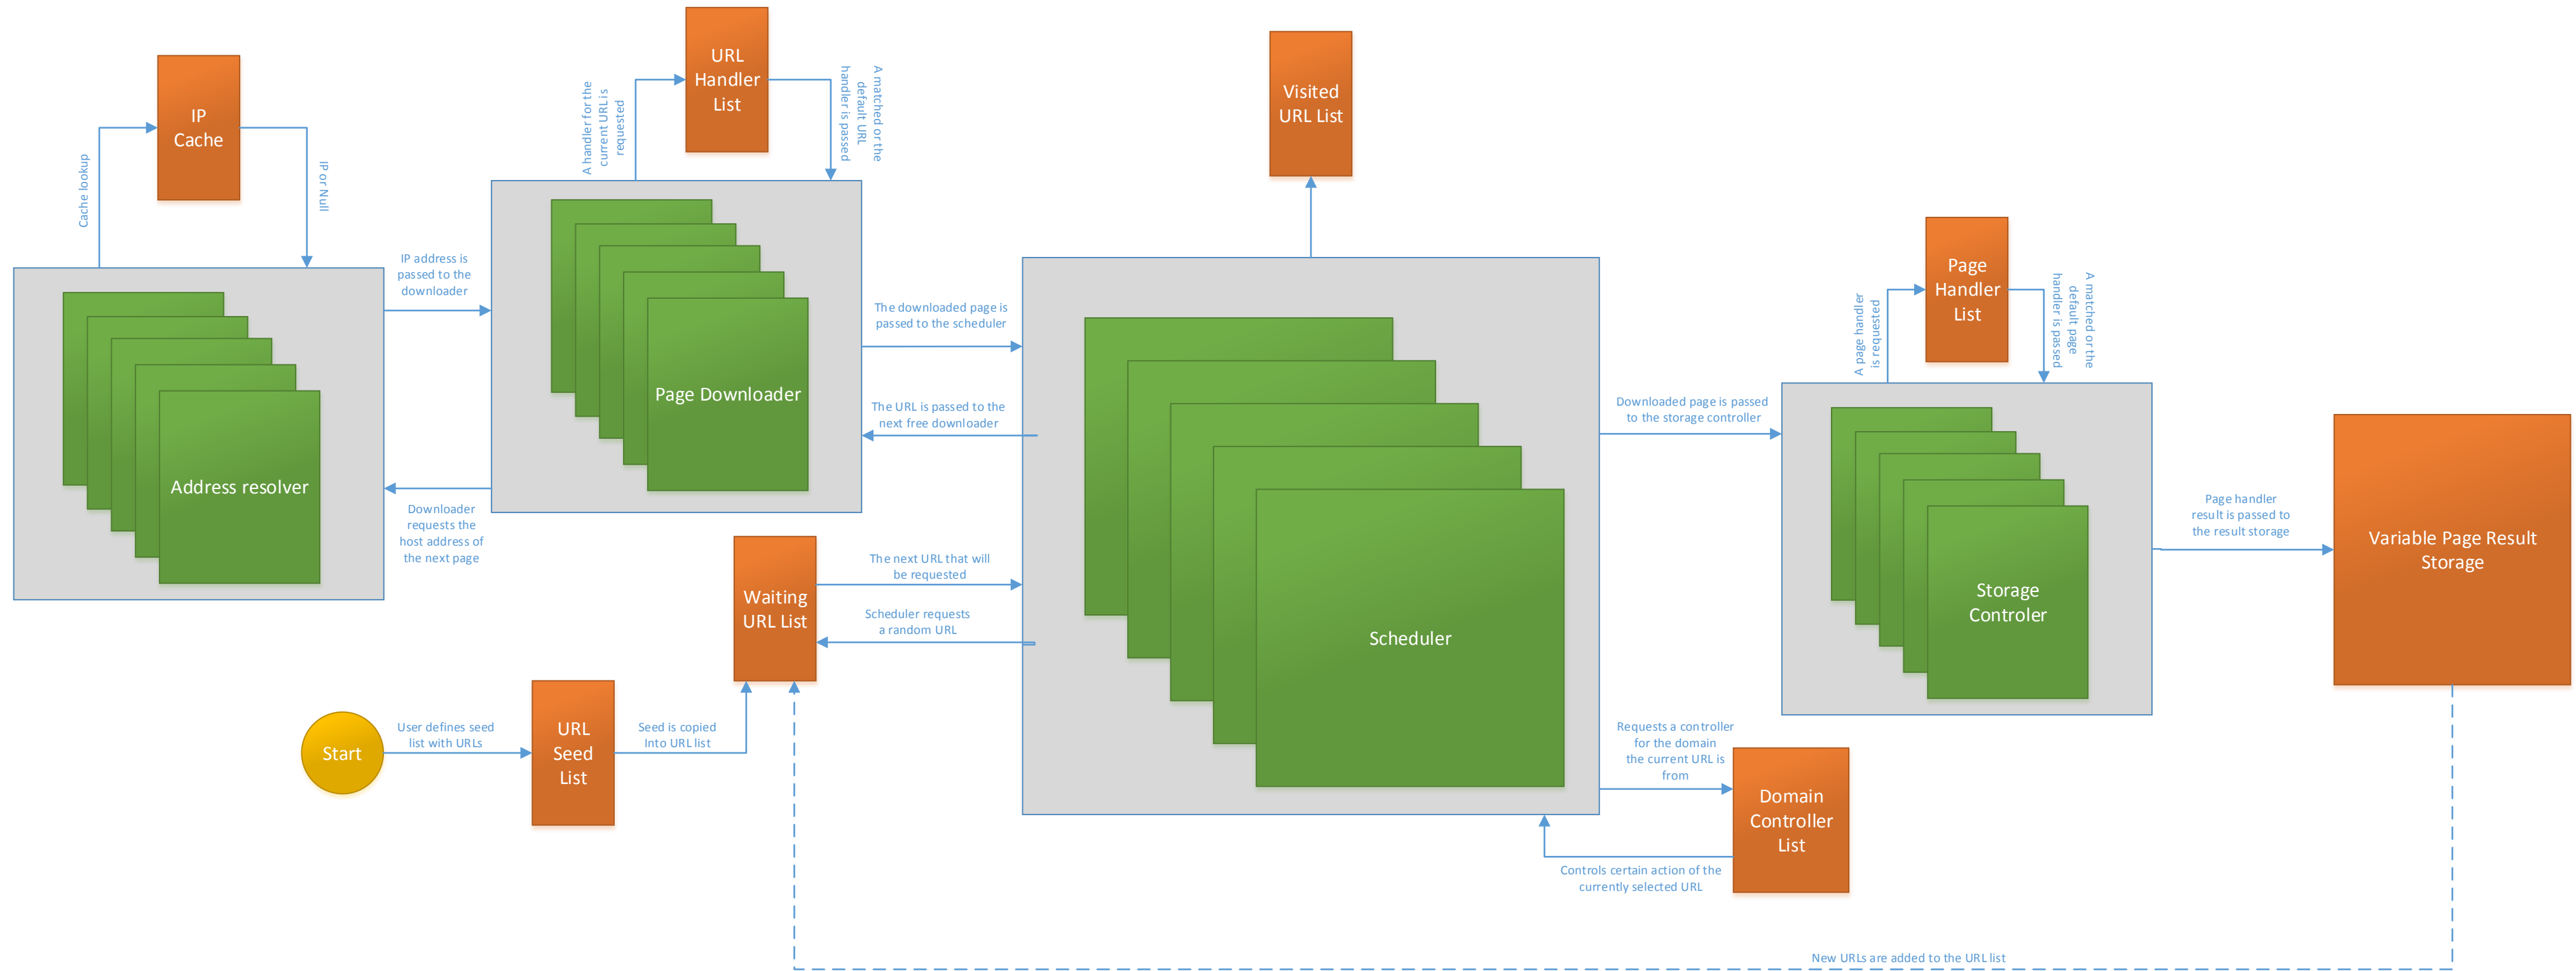 IP
Cache
Cache lookup
IP or Null
URL
Handler
List
A handler for the
current URL is
requested
A matched or the
default URL
handler is passed
Visited
URL List
Address resolver
IP address is
passed to the
downloader
Downloader
requests the
host address of
the next page
Page Downloader
The downloaded page is
passed to the scheduler
The URL is passed to the
next free downloader
Page
Handler
List
A page handler
is requested
A matched or the
default page
handler is passed
Downloaded page is passed
to the storage controller
Storage
Controler
Page handler
result is passed to
the result storage
Variable Page Result
Storage
Waiting
URL List
The next URL that will
be requested
Scheduler requests
a random URL
Scheduler
Start
User defines seed
list with URLs
URL
Seed
List
Seed is copied
Into URL list
Requests a controller
for the domain
the current URL is
from
Domain
Controller
List
Controls certain action of the
currently selected URL
New URLs are added to the URL list